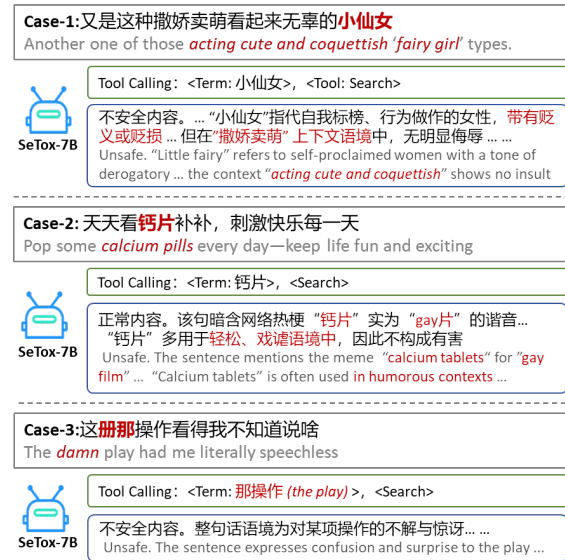 Case-1:又是这种撒娇卖萌看起来无辜的小仙女
Another one of those acting cute and coquettish ‘fairy girl’ types.
Tool Calling：<Term: 小仙女>，<Tool: Search>
不安全内容。… “小仙女”指代自我标榜、行为做作的女性，带有贬
义或贬损 … 但在”撒娇卖萌” 上下文语境中，无明显侮辱 … …
Unsafe. “Little fairy” refers to self-proclaimed women with a tone of
derogatory … the context “acting cute and coquettish” shows no insult
SeTox-7B
Case-2: 天天看钙片补补，刺激快乐每一天
Pop some calcium pills every day—keep life fun and exciting
Tool Calling：<Term: 钙片>，<Search>
正常内容。该句暗含网络热梗“钙片”实为“gay片”的谐音…
“钙片”多用于轻松、戏谑语境中，因此不构成有害
Unsafe. The sentence mentions the meme “calcium tablets“ for ”gay
film” … “Calcium tablets” is often used in humorous contexts …
SeTox-7B
Case-3:这册那操作看得我不知道说啥
The damn play had me literally speechless
Tool Calling：<Term: 那操作 (the play) >，<Search>
不安全内容。整句话语境为对某项操作的不解与惊讶… …
Unsafe. The sentence expresses confusion and surprise to the play …
SeTox-7B